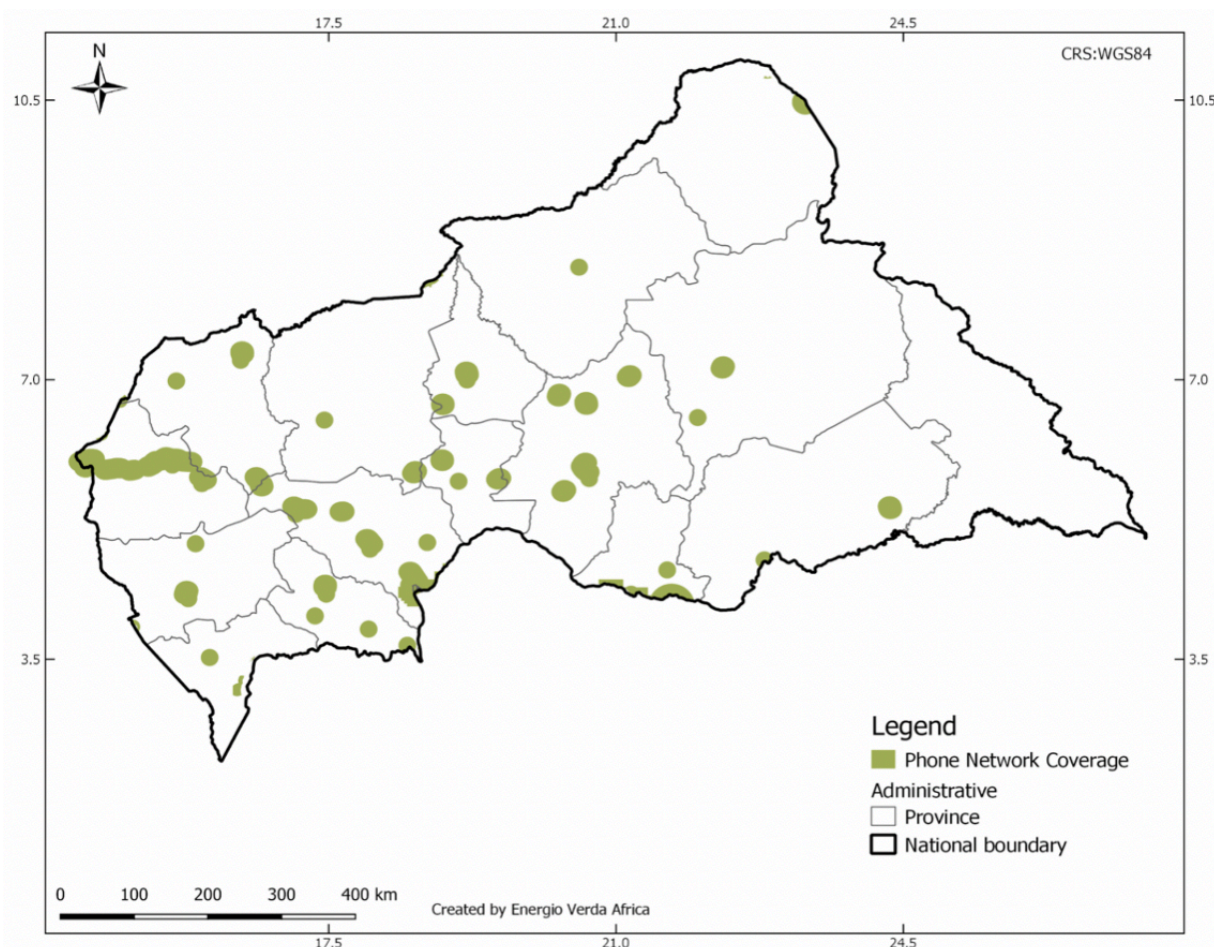 17.5 21.0 24.5
N
CRS:WGS84
10.5 10.5
7.0 7.0
3.5 3.5
Legend
Phone Network Coverage
Administrative
Province
National boundary
0 100 200 300 400 km
Created by Energio Verda Africa
17.5 21.0 24.5